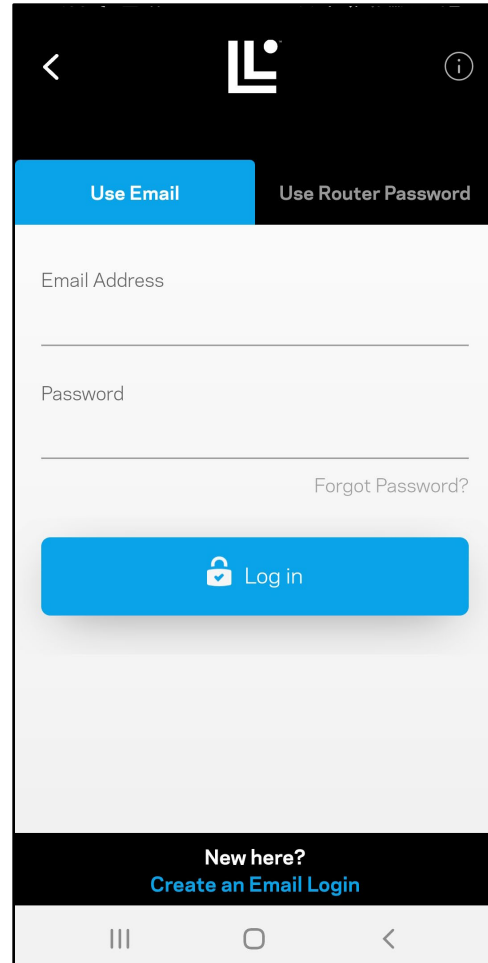 Use Email
Use Router Password
Email Address
Password
Forgot Password?
Log in
New here?
Create an Email Login